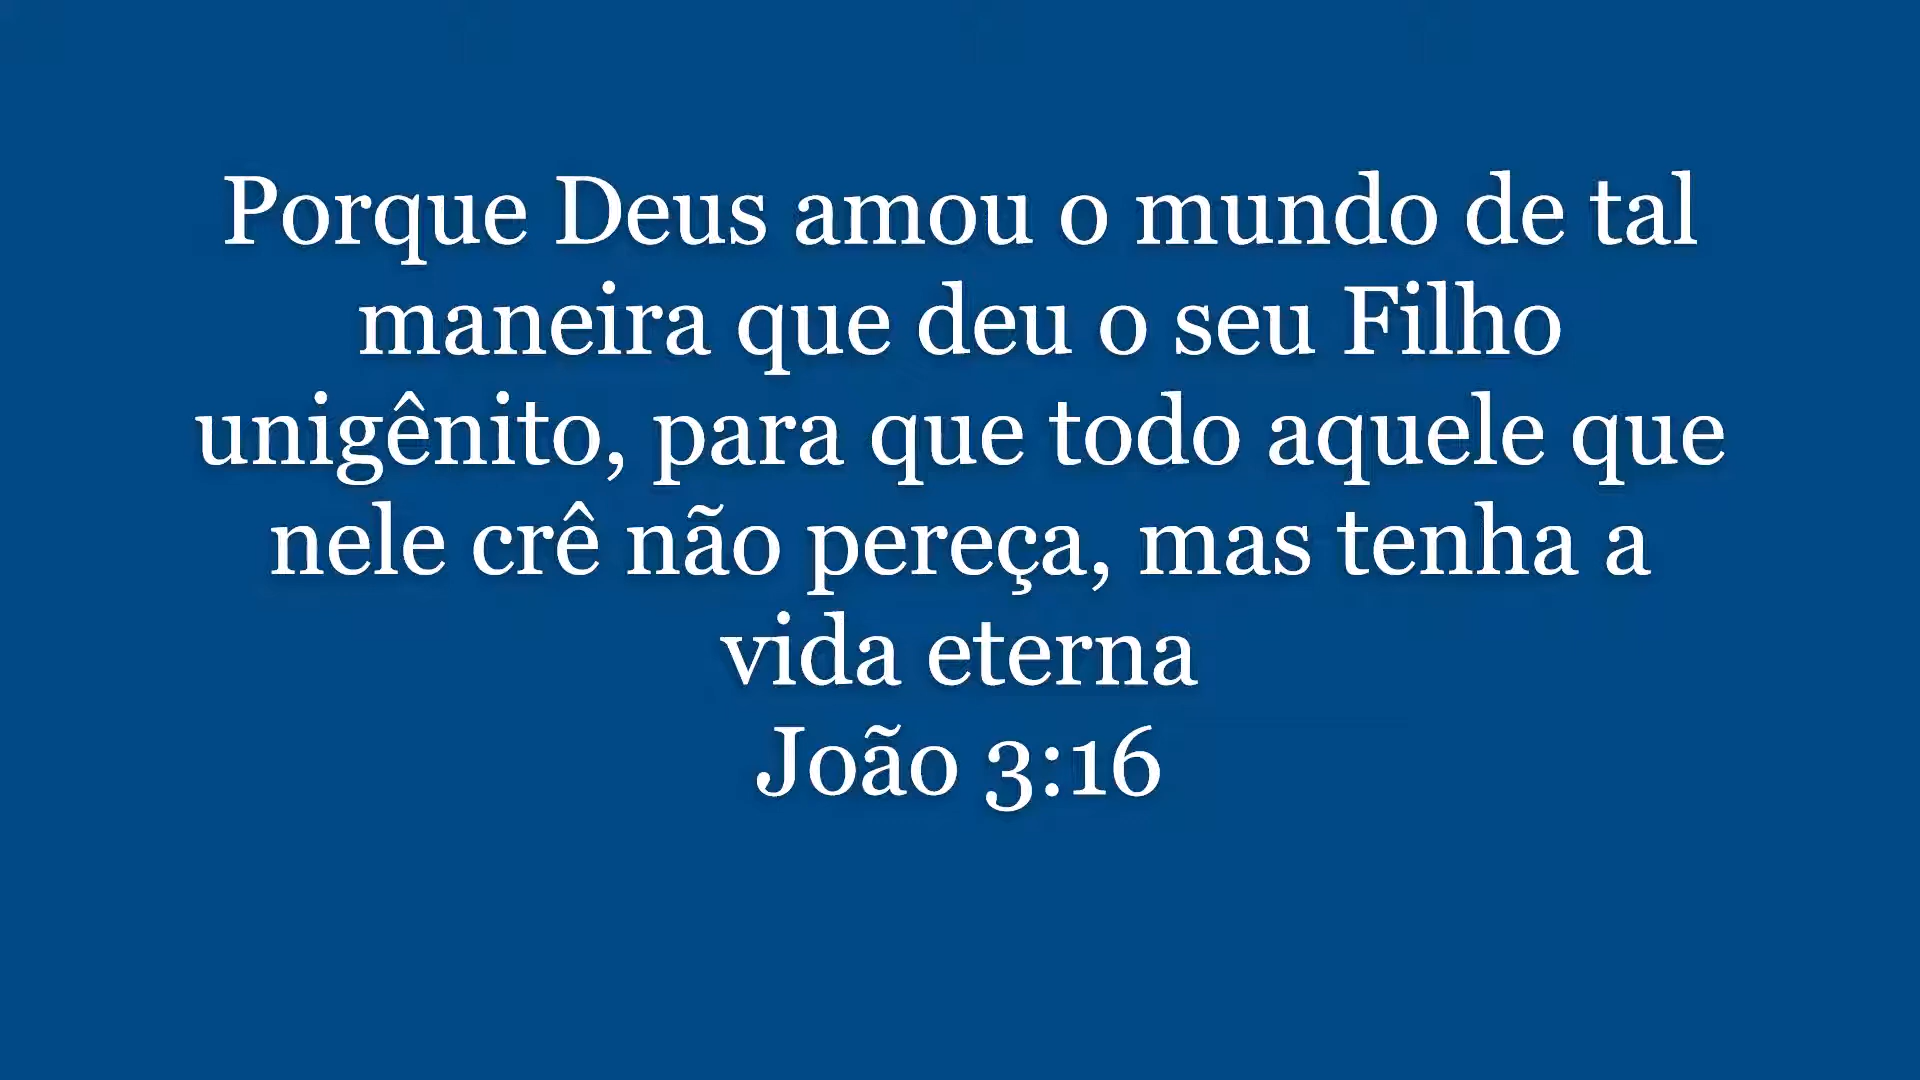 Porque Deus amou o mundo de tal
maneira que deu o seu Filho
unigênito, para que todo aquele que
nele crê não pereça, mas tenha a
vida eterna
João 3:16